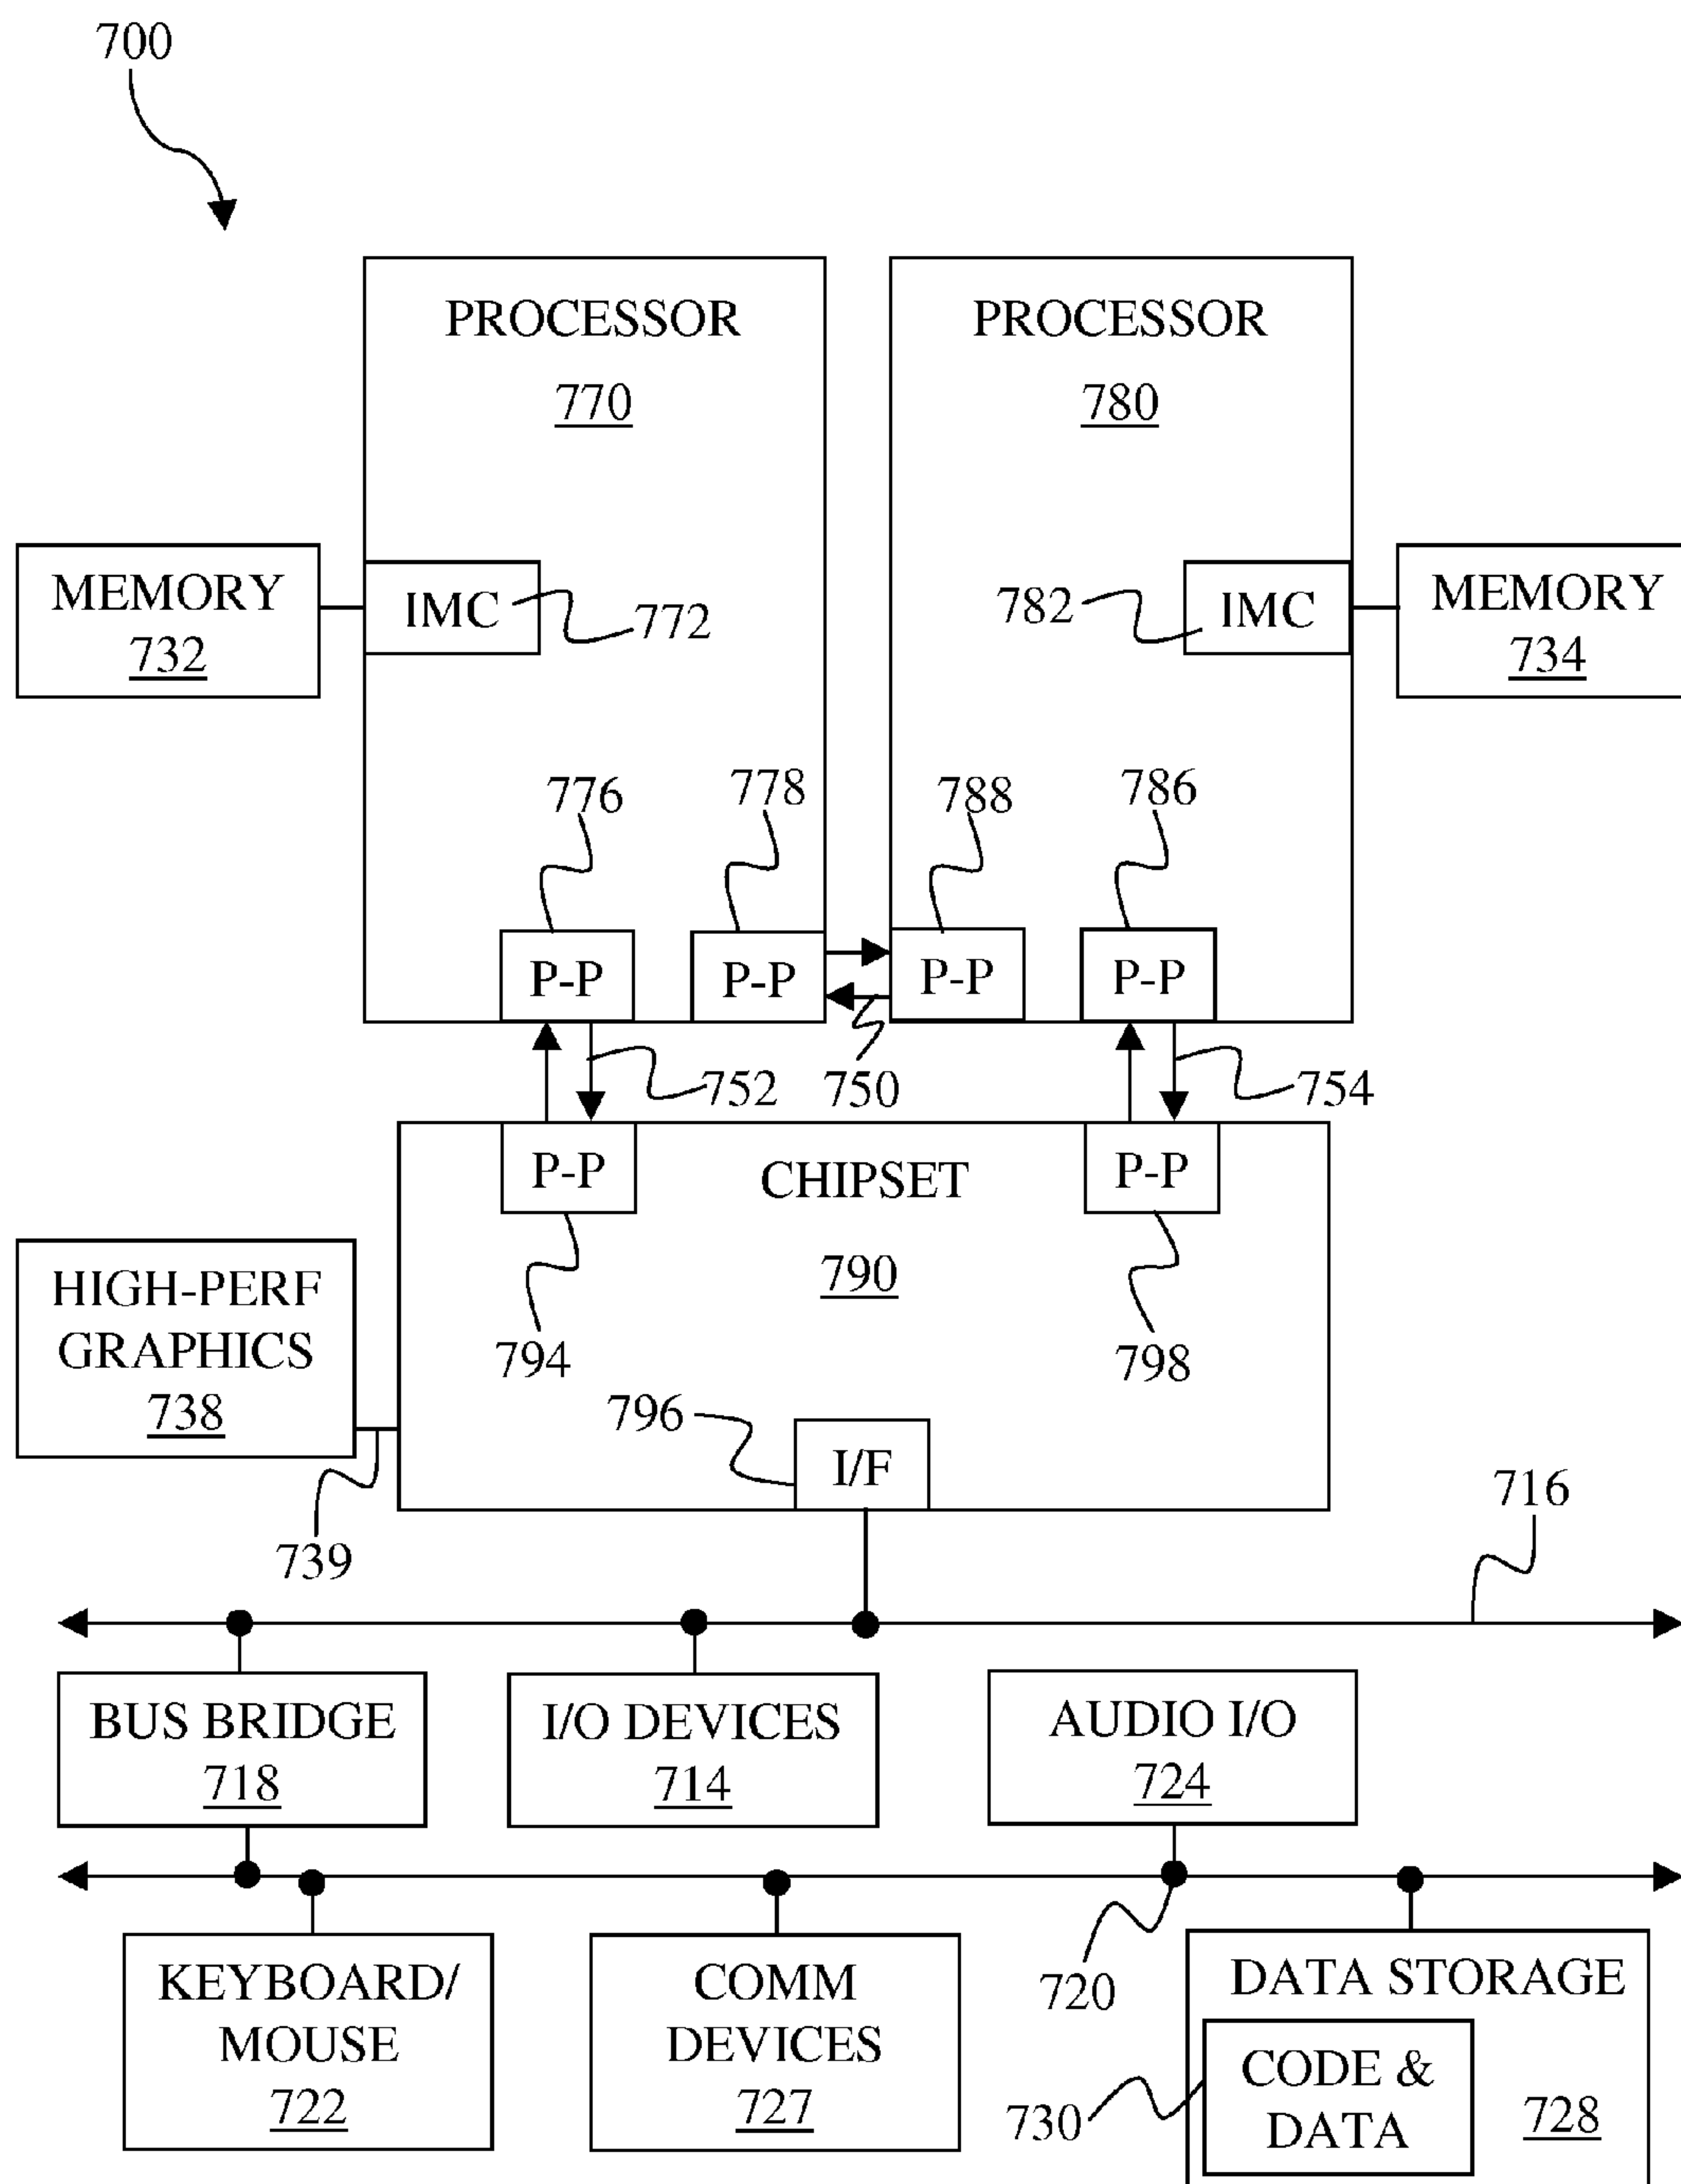 700
PROCESSOR
770
PROCESSOR
780
MEMORY
732
IMC
772
782
IMC
MEMORY
734
776
778
788
786
P-P
P-P
P-P
P-P
752
750
754
P-P
CHIPSET
P-P
790
HIGH-PERF
GRAPHICS
738
794
798
796
I/F
739
716
BUS BRIDGE
718
I/O DEVICES
714
AUDIO I/O
724
720
KEYBOARD/
MOUSE
722
COMM
DEVICES
727
DATA STORAGE
CODE &
DATA
730
728